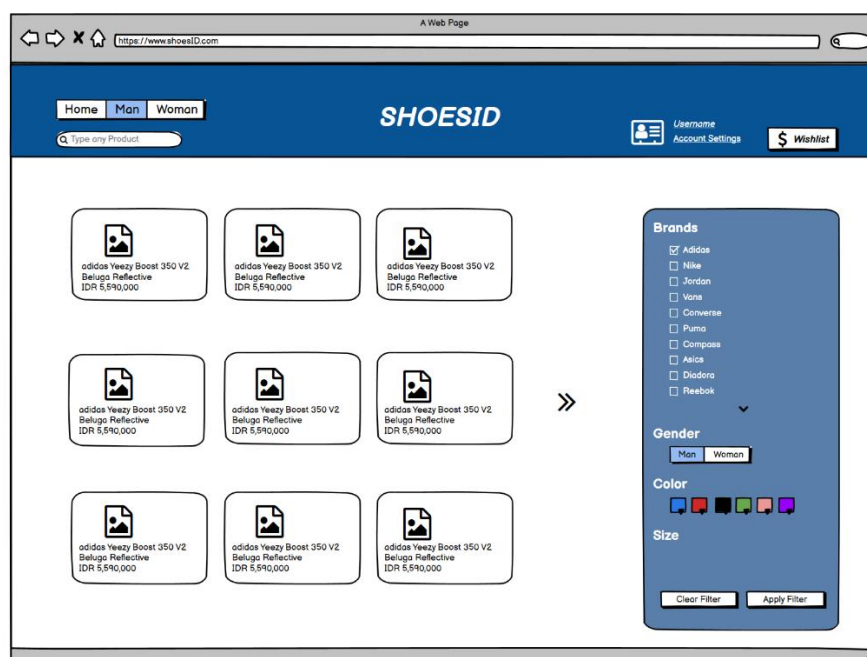 A Web Page
https://www.shoesID.com
Home Man Woman
Type any Product
SHOESID
Username
Account Settings
$ Wishlist
adidas Yeezy Boost 350 V2
Beluga Reflective
IDR 5,590,000
adidas Yeezy Boost 350 V2
Beluga Reflective
IDR 5,590,000
adidas Yeezy Boost 350 V2
Beluga Reflective
IDR 5,590,000
adidas Yeezy Boost 350 V2
Beluga Reflective
IDR 5,590,000
adidas Yeezy Boost 350 V2
Beluga Reflective
IDR 5,590,000
adidas Yeezy Boost 350 V2
Beluga Reflective
IDR 5,590,000
adidas Yeezy Boost 350 V2
Beluga Reflective
IDR 5,590,000
adidas Yeezy Boost 350 V2
Beluga Reflective
IDR 5,590,000
adidas Yeezy Boost 350 V2
Beluga Reflective
IDR 5,590,000
Brands
Adidas
Nike
Jordan
Vans
Converse
Puma
Compass
Asics
Diadora
Reebok
Gender
Man Woman
Color
Size
Clear Filter Apply Filter